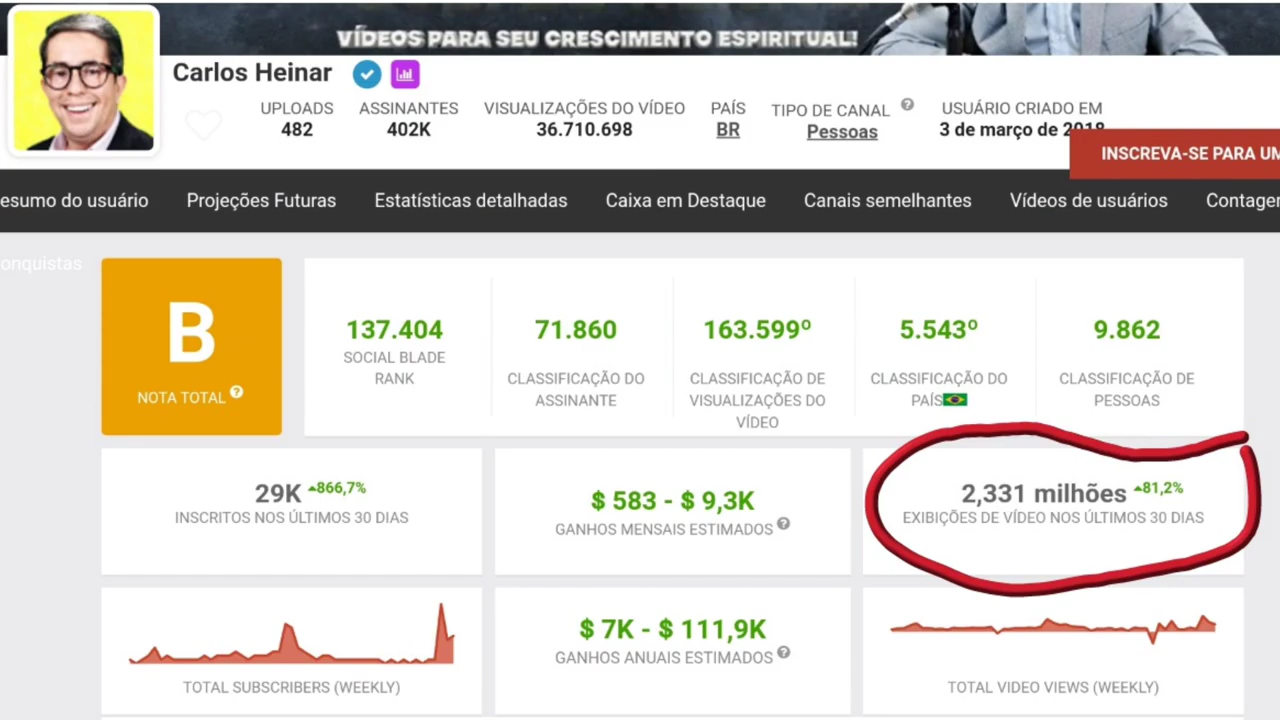 VÍDEOS PARA SEU CRESCIMENTO ESPIRITUAL!
Carlos Heinar
UPLOADS
482
ASSINANTES
402K
VISUALIZAÇÕES DO VÍDEO
36.710.698
PAÍS
BR
TIPO DE CANAL ?
Pessoas
USUÁRIO CRIADO EM
3 de março de 2018
INSCREVA-SE PARA UM
esumo do usuário
Projeções Futuras
Estatísticas detalhadas
Caixa em Destaque
Canais semelhantes
Vídeos de usuários
Contager
onquistas
B
NOTA TOTAL ?
137.404
SOCIAL BLADE
RANK
71.860
CLASSIFICAÇÃO DO
ASSINANTE
163.599º
CLASSIFICAÇÃO DE
VISUALIZAÇÕES DO
VÍDEO
5.543º
CLASSIFICAÇÃO DO
PAÍS
9.862
CLASSIFICAÇÃO DE
PESSOAS
29K 866,7%
INSCRITOS NOS ÚLTIMOS 30 DIAS
$ 583 - $ 9,3K
GANHOS MENSAIS ESTIMADOS ?
2,331 milhões 81,2%
EXIBIÇÕES DE VÍDEO NOS ÚLTIMOS 30 DIAS
TOTAL SUBSCRIBERS (WEEKLY)
$ 7K - $ 111,9K
GANHOS ANUAIS ESTIMADOS ?
TOTAL VIDEO VIEWS (WEEKLY)